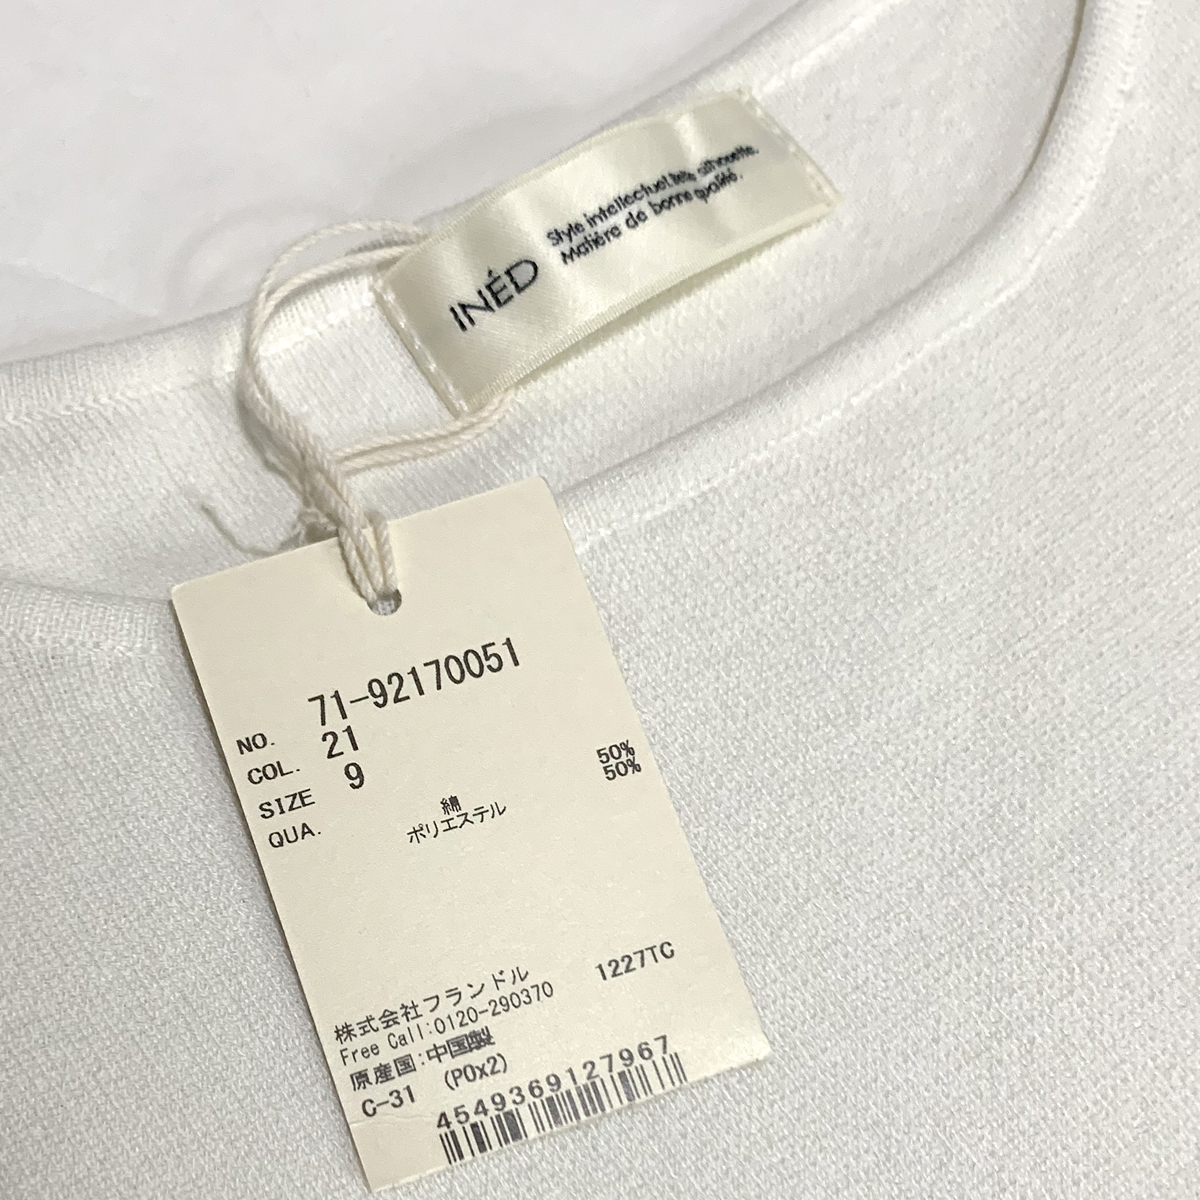 INÉD
Style intellectuel silhouette.
Matière de bonne qualité.
71-92170051
NO. 21
COL. 9
SIZE
QUA.
綿 50%
ポリエステル 50%
株式会社フランドル 1227TC
Free Call:0120-290370
原産国:中国製
C-31 (POx2)
4549369127967